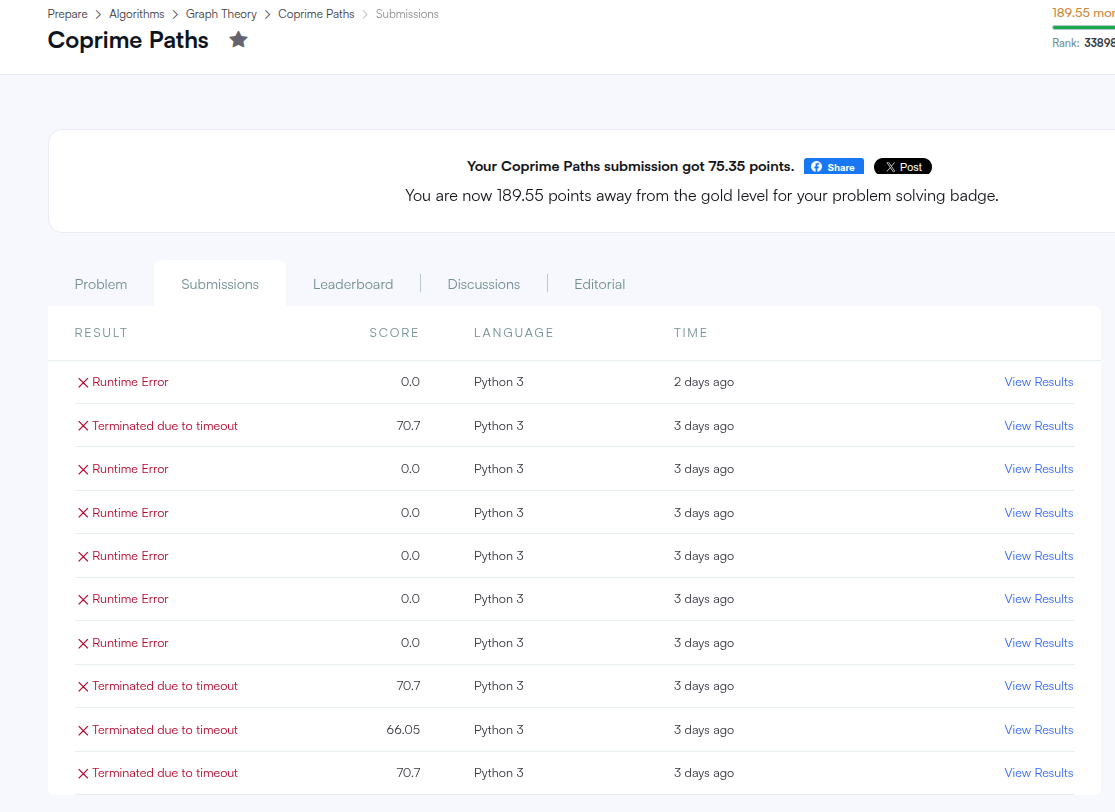 Prepare > Algorithms > Graph Theory > Coprime Paths > Submissions
189.55 mor
Coprime Paths
Rank: 33898
Your Coprime Paths submission got 75.35 points. Share Post
You are now 189.55 points away from the gold level for your problem solving badge.
Problem Submissions Leaderboard Discussions Editorial
RESULT SCORE LANGUAGE TIME
Runtime Error 0.0 Python 3 2 days ago View Results
Terminated due to timeout 70.7 Python 3 3 days ago View Results
Runtime Error 0.0 Python 3 3 days ago View Results
Runtime Error 0.0 Python 3 3 days ago View Results
Runtime Error 0.0 Python 3 3 days ago View Results
Runtime Error 0.0 Python 3 3 days ago View Results
Runtime Error 0.0 Python 3 3 days ago View Results
Terminated due to timeout 70.7 Python 3 3 days ago View Results
Terminated due to timeout 66.05 Python 3 3 days ago View Results
Terminated due to timeout 70.7 Python 3 3 days ago View Results